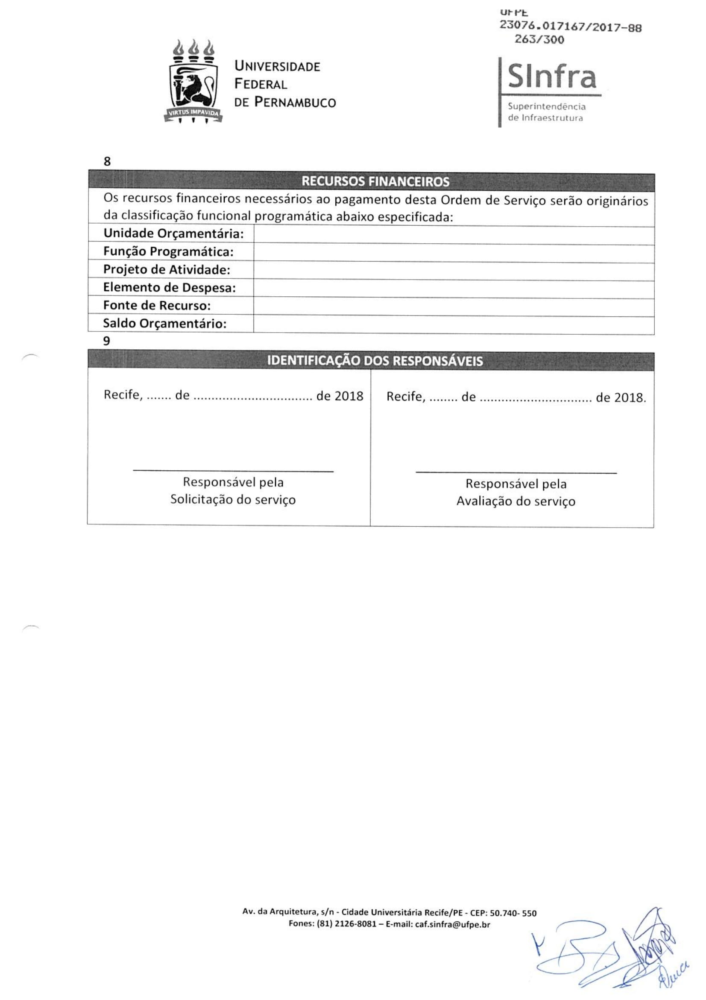 UFPE
23076.017167/2017-88
263/300
UNIVERSIDADE
FEDERAL
DE PERNAMBUCO
VIRTUS IMPAVIDA
SInfra
Superintendência
de Infraestrutura
8
RECURSOS FINANCEIROS
Os recursos financeiros necessários ao pagamento desta Ordem de Serviço serão originários
da classificação funcional programática abaixo especificada:
Unidade Orçamentária:
Função Programática:
Projeto de Atividade:
Elemento de Despesa:
Fonte de Recurso:
Saldo Orçamentário:
9
IDENTIFICAÇÃO DOS RESPONSÁVEIS
Recife, ....... de .................................. de 2018
Responsável pela
Solicitação do serviço
Recife, ........ de ................................ de 2018.
Responsável pela
Avaliação do serviço
Av. da Arquitetura, s/n - Cidade Universitária Recife/PE - CEP: 50.740- 550
Fones: (81) 2126-8081 – E-mail: caf.sinfra@ufpe.br